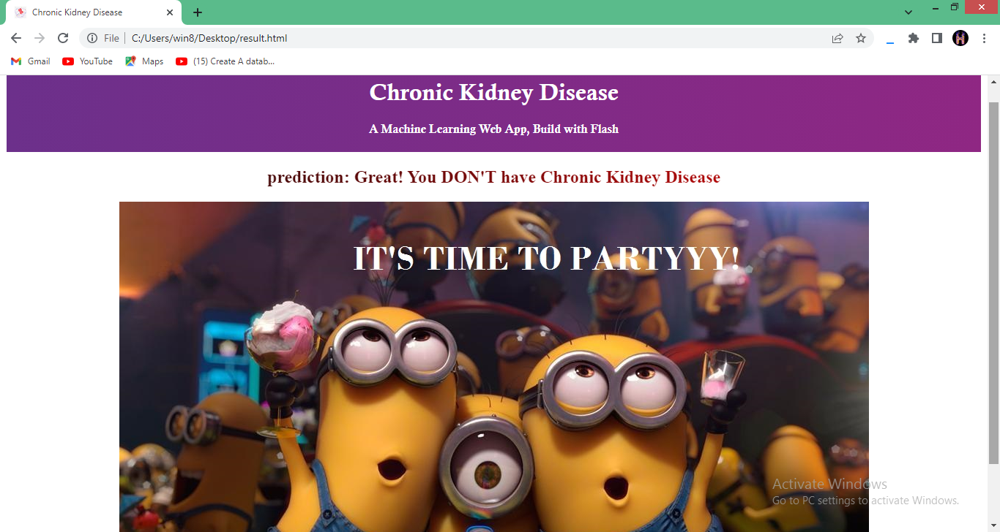 Chronic Kidney Disease
File
C:/Users/win8/Desktop/result.html
Gmail
YouTube
Maps
(15) Create A datab...
Chronic Kidney Disease
A Machine Learning Web App, Build with Flash
prediction: Great! You DON'T have Chronic Kidney Disease
IT'S TIME TO PARTYYY!
Activate Windows
Go to PC settings to activate Windows.